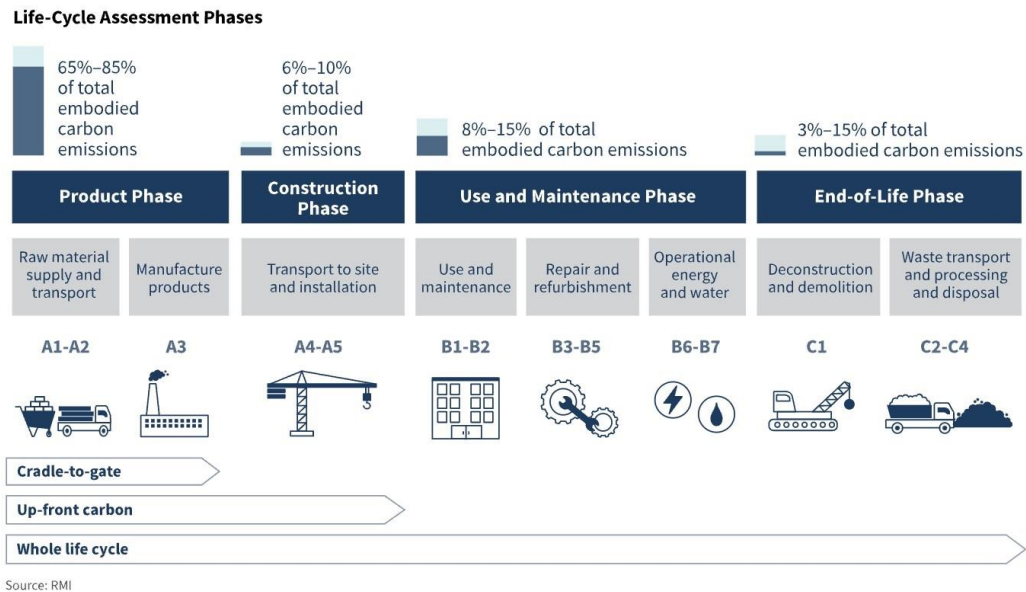 Life-Cycle Assessment Phases
65%–85%
of total
embodied
carbon
emissions
6%–10%
of total
embodied
carbon
emissions
8%–15% of total
embodied carbon emissions
3%–15% of total
embodied carbon emissions
Product Phase
Construction
Phase
Use and Maintenance Phase
End-of-Life Phase
Raw material
supply and
transport
Manufacture
products
Transport to site
and installation
Use and
maintenance
Repair and
refurbishment
Operational
energy
and water
Deconstruction
and demolition
Waste transport
and processing
and disposal
A1-A2
A3
A4-A5
B1-B2
B3-B5
B6-B7
C1
C2-C4
Cradle-to-gate
Up-front carbon
Whole life cycle
Source: RMI